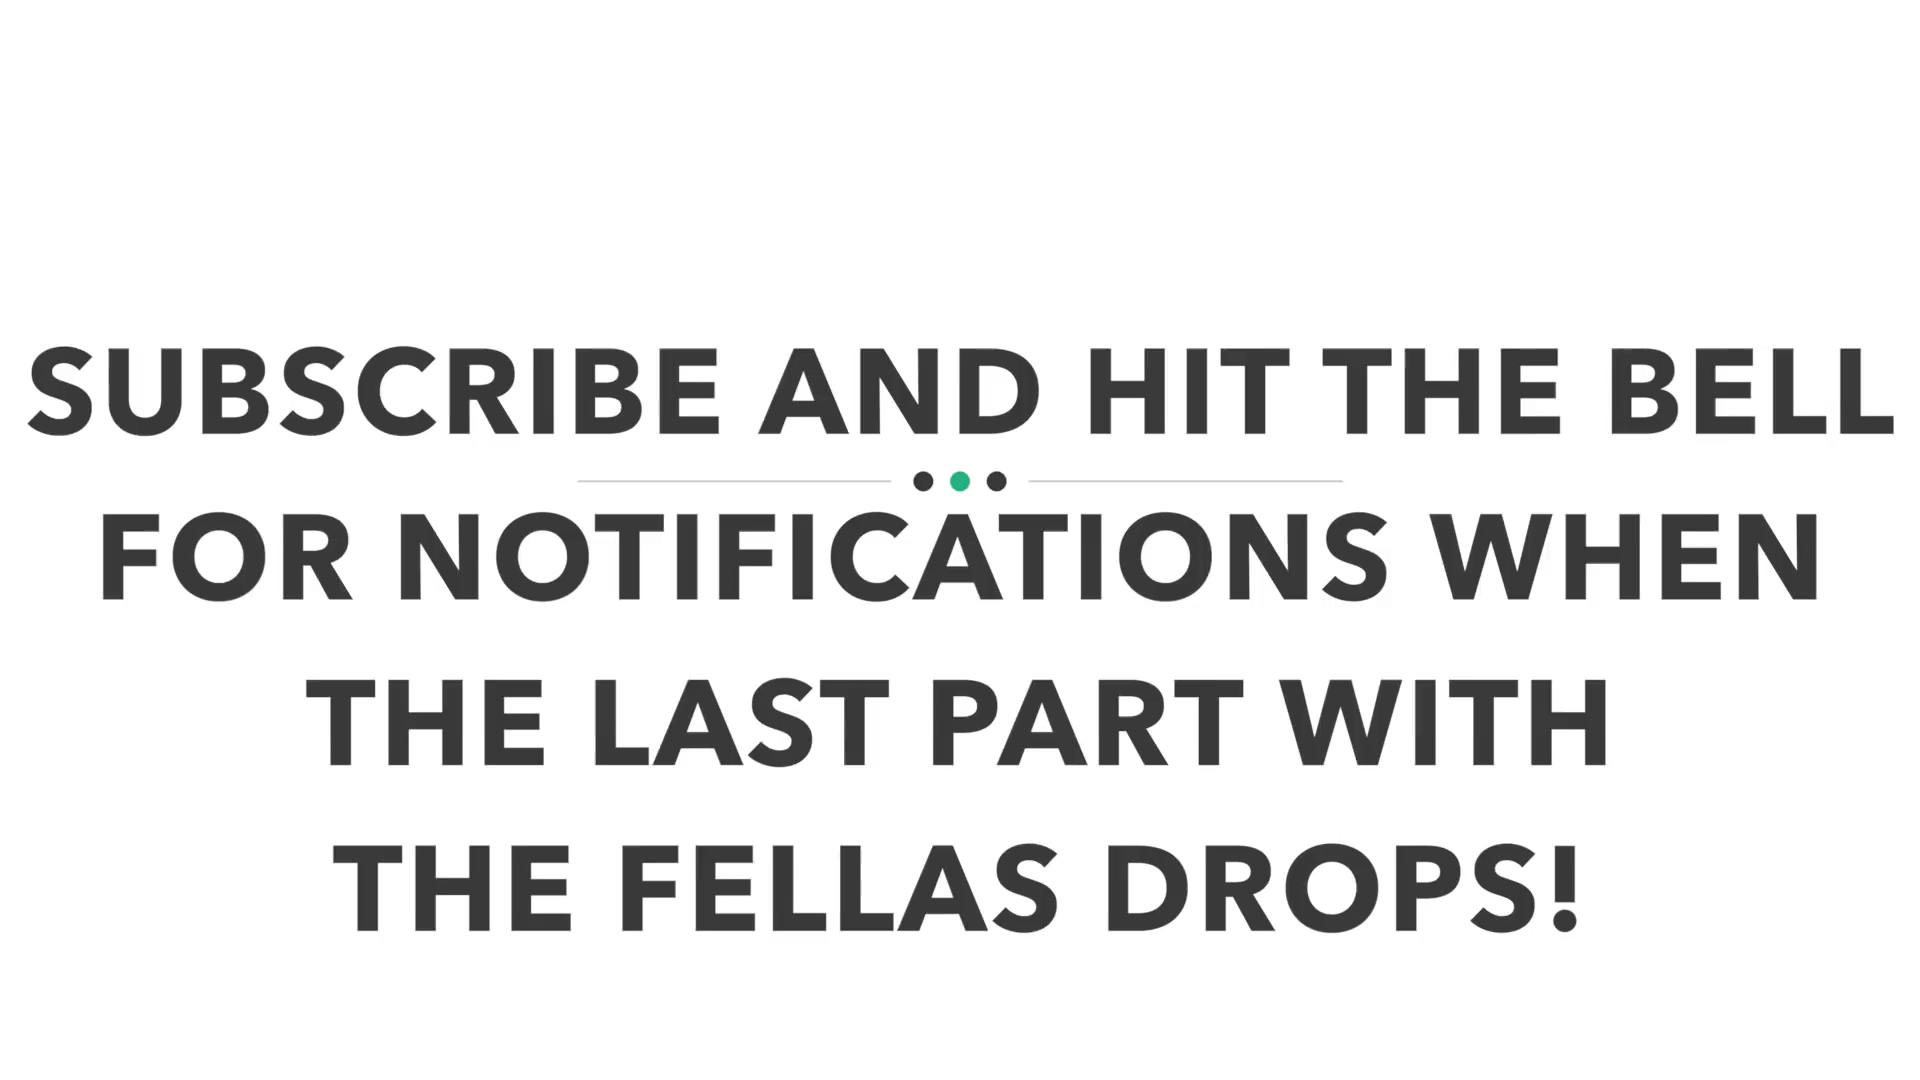 SUBSCRIBE AND HIT THE BELL
FOR NOTIFICATIONS WHEN
THE LAST PART WITH
THE FELLAS DROPS!